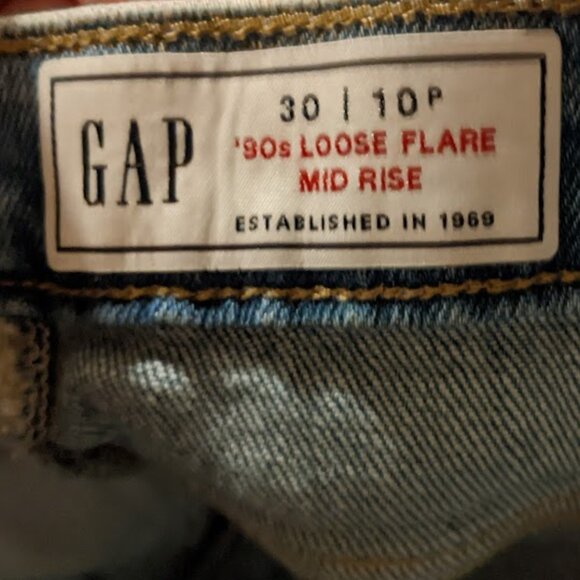 GAP
30 | 10P
'90s LOOSE FLARE
MID RISE
ESTABLISHED IN 1969